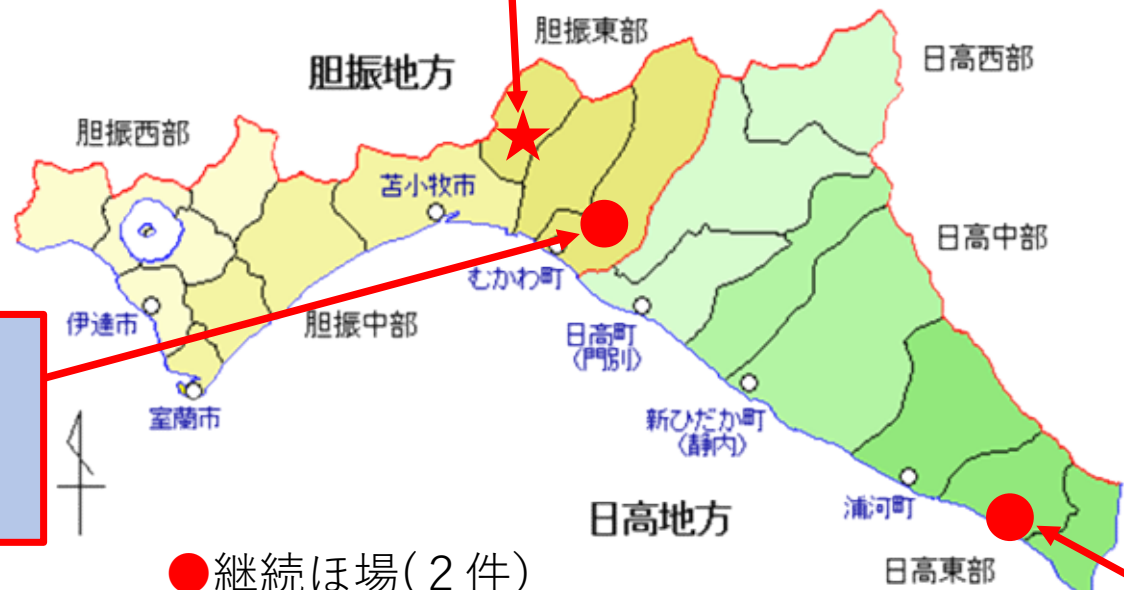 胆振東部
日高西部
胆振地方
胆振西部
苫小牧市
日高中部
むかわ町
伊達市
胆振中部
日高町
(門別)
室蘭市
新ひだか町
(静内)
浦河町
日高地方
日高東部
●継続ほ場(2件)